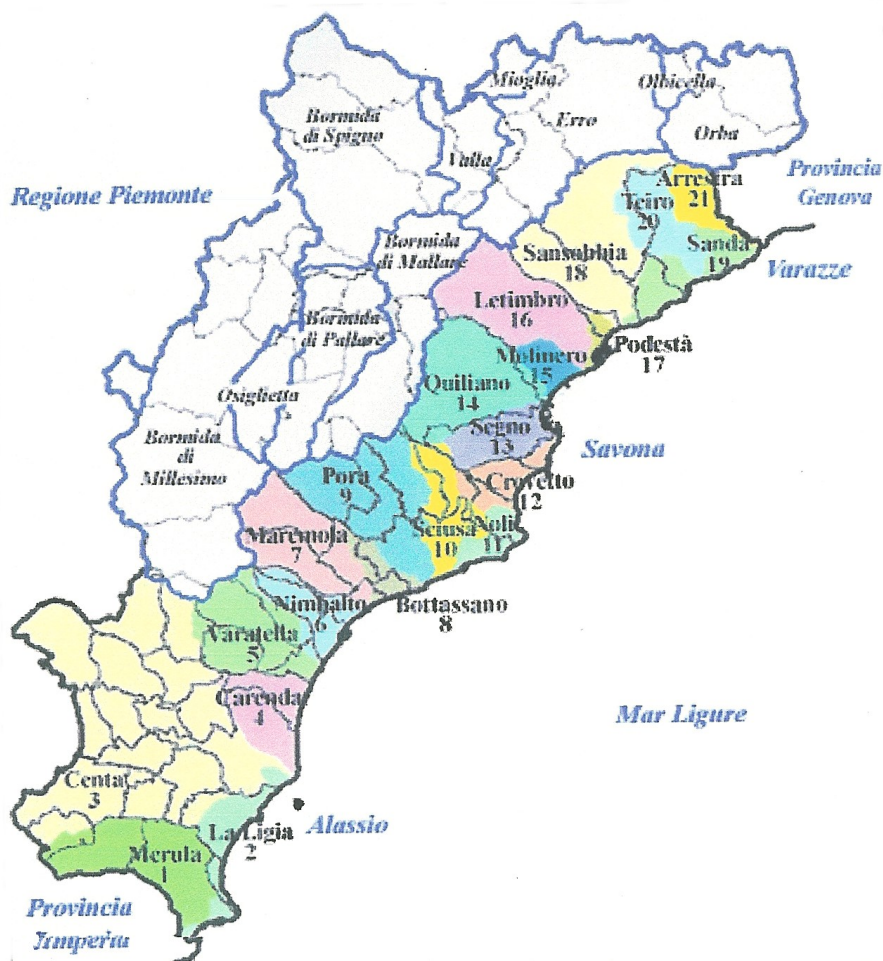 Mioglia
Olbicella
Bormida
di Spigno
Erro
Orba
Valla
Regione Piemonte
Provincia
Genova
Arrestra
21
Teiro
20
Bormida
di Mallare
Sansobbia
18
Sanda
19
Varazze
Letimbro
16
Bormida
di Pallare
Molinero
15
Podestà
17
Quiliano
14
Osiglietta
Segno
13
Savona
Bormida
di
Millesimo
Pora
9
Crovetto
12
Maremola
7
Sciusa
10
Noli
11
Nimbalto
6
Bottassano
8
Varatella
5
Carenda
4
Mar Ligure
Centa
3
La Ligia
2
Alassio
Merula
1
Provincia
Imperia